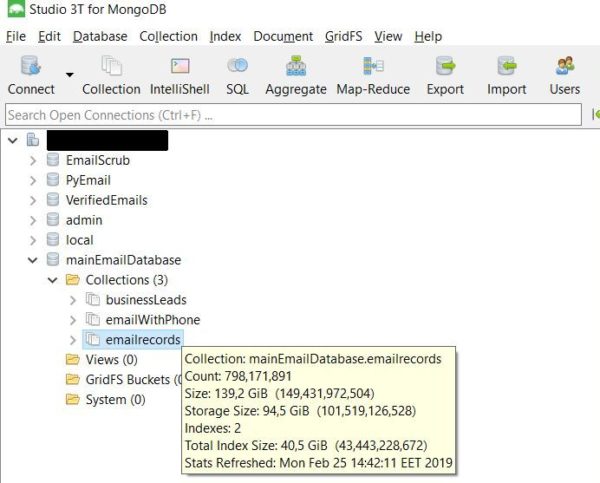 Studio 3T for MongoDB
File Edit Database Collection Index Document GridFS View Help
Connect Collection IntelliShell SQL Aggregate Map-Reduce Export Import Users
Search Open Connections (Ctrl+F) ...
EmailScrub
PyEmail
VerifiedEmails
admin
local
mainEmailDatabase
Collections (3)
businessLeads
emailWithPhone
emailrecords
Views (0)
GridFS Buckets (0
System (0)
Collection: mainEmailDatabase.emailrecords
Count: 798,171,891
Size: 139,2 GiB (149,431,972,504)
Storage Size: 94,5 GiB (101,519,126,528)
Indexes: 2
Total Index Size: 40,5 GiB (43,443,228,672)
Stats Refreshed: Mon Feb 25 14:42:11 EET 2019